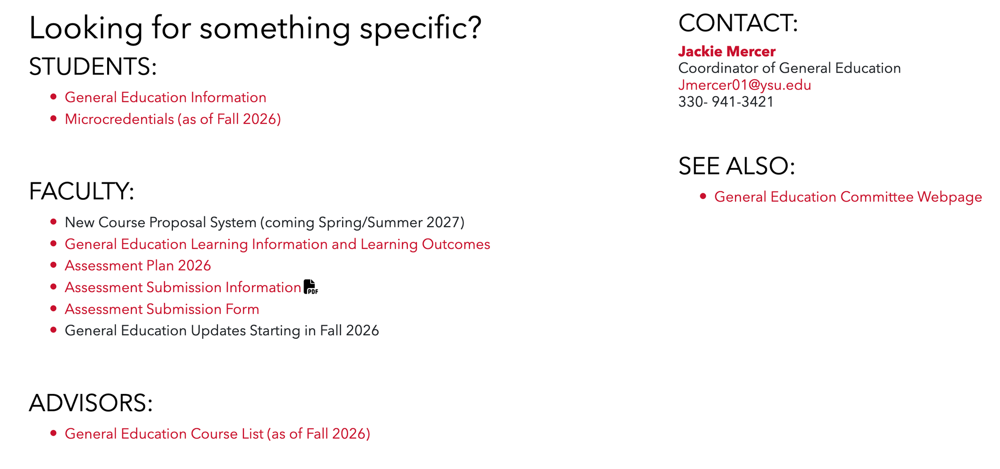 Looking for something specific?
STUDENTS:
General Education Information
Microcredentials (as of Fall 2026)
FACULTY:
New Course Proposal System (coming Spring/Summer 2027)
General Education Learning Information and Learning Outcomes
Assessment Plan 2026
Assessment Submission Information PDF
Assessment Submission Form
General Education Updates Starting in Fall 2026
ADVISORS:
General Education Course List (as of Fall 2026)
CONTACT:
Jackie Mercer
Coordinator of General Education
Jmercer01@ysu.edu
330- 941-3421
SEE ALSO:
General Education Committee Webpage